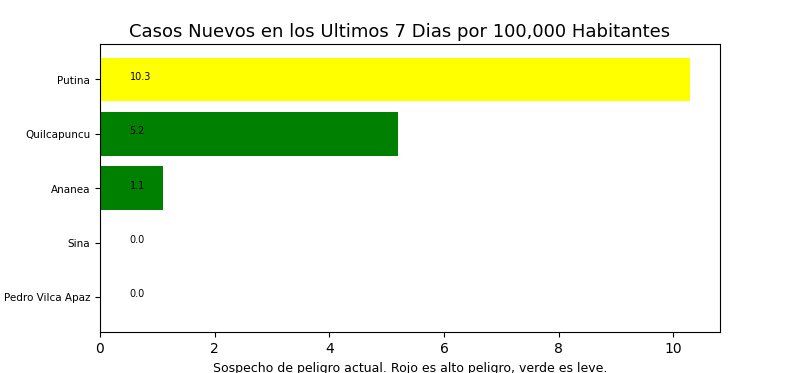 Casos Nuevos en los Ultimos 7 Dias por 100,000 Habitantes
Putina
10.3
Quilcapuncu
5.2
Ananea
1.1
Sina
0.0
Pedro Vilca Apaz
0.0
0 2 4 6 8 10
Sospecho de peligro actual. Rojo es alto peligro, verde es leve.